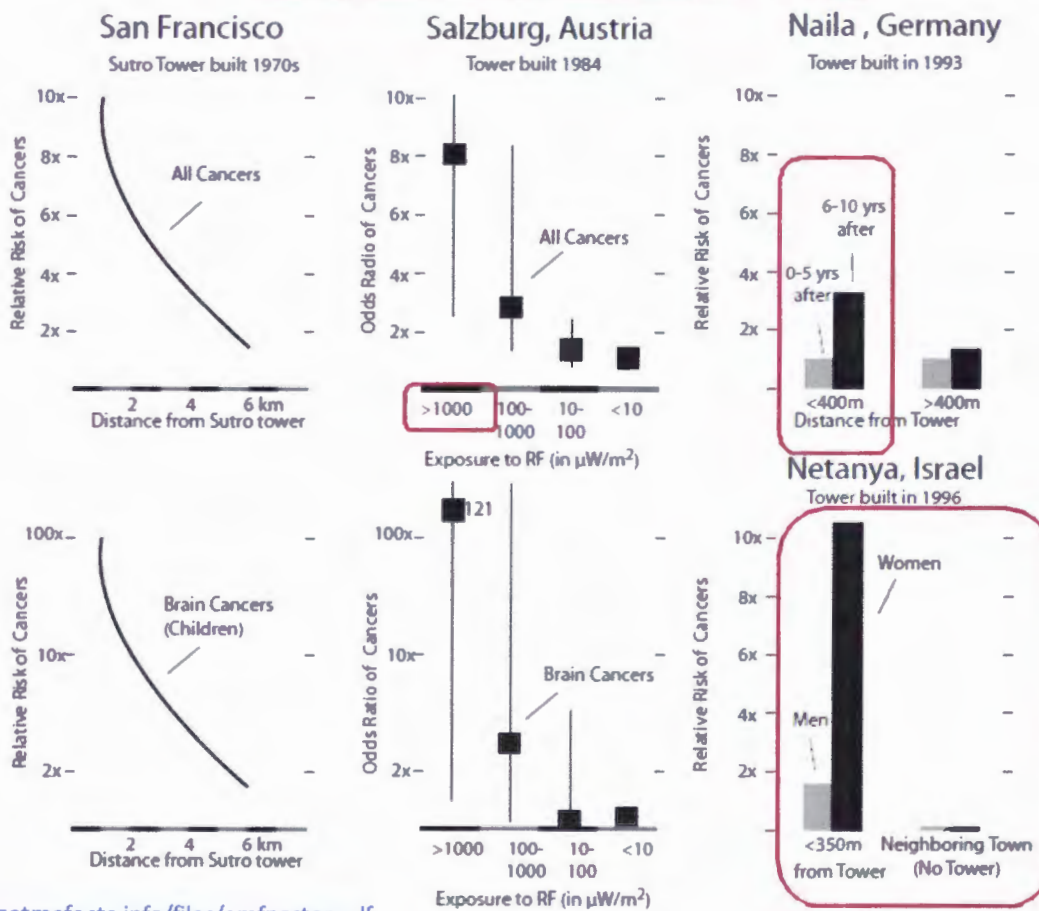 San Francisco
Sutro Tower built 1970s
10x
8x
6x
4x
2x
Relative Risk of Cancers
All Cancers
2 4 6 km
Distance from Sutro tower
Salzburg, Austria
Tower built 1984
10x
8x
6x
4x
2x
Odds Radio of Cancers
All Cancers
>1000 100-1000 10-100 <10
Exposure to RF (in µW/m²)
Naila , Germany
Tower built in 1993
10x
8x
6x
4x
2x
Relative Risk of Cancers
6-10 yrs
after
0-5 yrs
after
<400m >400m
Distance from Tower
100x
10x
2x
Relative Risk of Cancers
Brain Cancers
(Children)
2 4 6 km
Distance from Sutro tower
100x
10x
2x
Odds Ratio of Cancers
121
Brain Cancers
>1000 100-1000 10-100 <10
Exposure to RF (in µW/m²)
Netanya, Israel
Tower built in 1996
10x
8x
6x
4x
2x
Relative Risk of Cancers
Women
Men
<350m
from Tower
Neighboring Town
(No Tower)